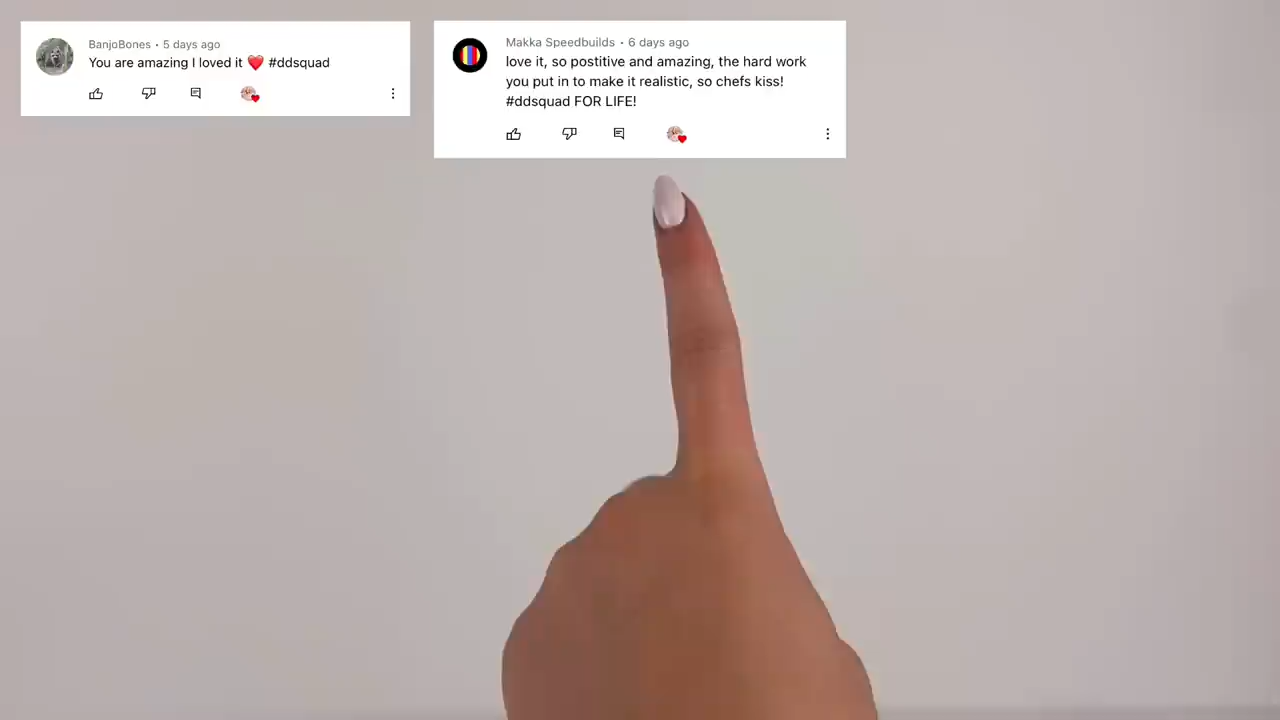 BanjoBones • 5 days ago
You are amazing I loved it ❤️ #ddsquad
Makka Speedbuilds • 6 days ago
love it, so postitive and amazing, the hard work
you put in to make it realistic, so chefs kiss!
#ddsquad FOR LIFE!